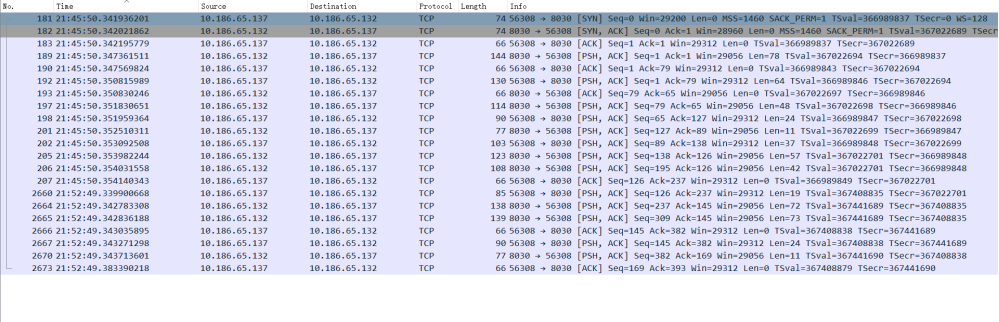 No. Time Source Destination Protocol Length Info
181 21:45:50.341936201 10.186.65.137 10.186.65.132 TCP 74 56308 → 8030 [SYN] Seq=0 Win=29200 Len=0 MSS=1460 SACK_PERM=1 TSval=366989837 TSecr=0 WS=128
182 21:45:50.342021862 10.186.65.132 10.186.65.137 TCP 74 8030 → 56308 [SYN, ACK] Seq=0 Ack=1 Win=28960 Len=0 MSS=1460 SACK_PERM=1 TSval=367022689 TSec
183 21:45:50.342195779 10.186.65.137 10.186.65.132 TCP 66 56308 → 8030 [ACK] Seq=1 Ack=1 Win=29312 Len=0 TSval=366989837 TSecr=367022689
189 21:45:50.347361511 10.186.65.132 10.186.65.137 TCP 144 8030 → 56308 [PSH, ACK] Seq=1 Ack=1 Win=29056 Len=78 TSval=367022694 TSecr=366989837
190 21:45:50.347569824 10.186.65.137 10.186.65.132 TCP 66 56308 → 8030 [ACK] Seq=1 Ack=79 Win=29312 Len=0 TSval=366989843 TSecr=367022694
192 21:45:50.350815989 10.186.65.137 10.186.65.132 TCP 130 56308 → 8030 [PSH, ACK] Seq=1 Ack=79 Win=29312 Len=64 TSval=366989846 TSecr=367022694
193 21:45:50.350830246 10.186.65.132 10.186.65.137 TCP 66 8030 → 56308 [ACK] Seq=79 Ack=65 Win=29056 Len=0 TSval=367022697 TSecr=366989846
197 21:45:50.351830651 10.186.65.132 10.186.65.137 TCP 114 8030 → 56308 [PSH, ACK] Seq=79 Ack=65 Win=29056 Len=48 TSval=367022698 TSecr=366989846
198 21:45:50.351959364 10.186.65.137 10.186.65.132 TCP 90 56308 → 8030 [PSH, ACK] Seq=65 Ack=127 Win=29312 Len=24 TSval=366989847 TSecr=367022698
201 21:45:50.352510311 10.186.65.132 10.186.65.137 TCP 77 8030 → 56308 [PSH, ACK] Seq=127 Ack=89 Win=29056 Len=11 TSval=367022699 TSecr=366989847
202 21:45:50.353092508 10.186.65.137 10.186.65.132 TCP 103 56308 → 8030 [PSH, ACK] Seq=89 Ack=138 Win=29312 Len=37 TSval=366989848 TSecr=367022699
205 21:45:50.353982244 10.186.65.132 10.186.65.137 TCP 123 8030 → 56308 [PSH, ACK] Seq=138 Ack=126 Win=29056 Len=57 TSval=367022701 TSecr=366989848
206 21:45:50.354031558 10.186.65.132 10.186.65.137 TCP 108 8030 → 56308 [PSH, ACK] Seq=195 Ack=126 Win=29056 Len=42 TSval=367022701 TSecr=366989848
207 21:45:50.354140343 10.186.65.137 10.186.65.132 TCP 66 56308 → 8030 [ACK] Seq=126 Ack=237 Win=29312 Len=0 TSval=366989849 TSecr=367022701
2660 21:52:49.339900668 10.186.65.137 10.186.65.132 TCP 85 56308 → 8030 [PSH, ACK] Seq=126 Ack=237 Win=29312 Len=19 TSval=367408835 TSecr=367022701
2664 21:52:49.342783308 10.186.65.132 10.186.65.137 TCP 138 8030 → 56308 [PSH, ACK] Seq=237 Ack=145 Win=29056 Len=72 TSval=367441689 TSecr=367408835
2665 21:52:49.342836188 10.186.65.132 10.186.65.137 TCP 139 8030 → 56308 [PSH, ACK] Seq=309 Ack=145 Win=29056 Len=73 TSval=367441689 TSecr=367408835
2666 21:52:49.343035895 10.186.65.137 10.186.65.132 TCP 66 56308 → 8030 [ACK] Seq=145 Ack=382 Win=29312 Len=0 TSval=367408838 TSecr=367441689
2667 21:52:49.343271298 10.186.65.137 10.186.65.132 TCP 90 56308 → 8030 [PSH, ACK] Seq=145 Ack=382 Win=29312 Len=24 TSval=367408838 TSecr=367441689
2670 21:52:49.343713601 10.186.65.132 10.186.65.137 TCP 77 8030 → 56308 [PSH, ACK] Seq=382 Ack=169 Win=29056 Len=11 TSval=367441690 TSecr=367408838
2673 21:52:49.383390218 10.186.65.137 10.186.65.132 TCP 66 56308 → 8030 [ACK] Seq=169 Ack=393 Win=29312 Len=0 TSval=367408879 TSecr=367441690